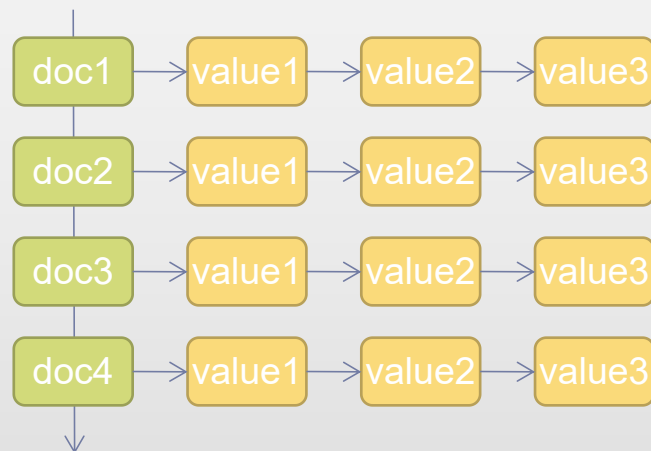 doc1 value1 value2 value3
doc2 value1 value2 value3
doc3 value1 value2 value3
doc4 value1 value2 value3